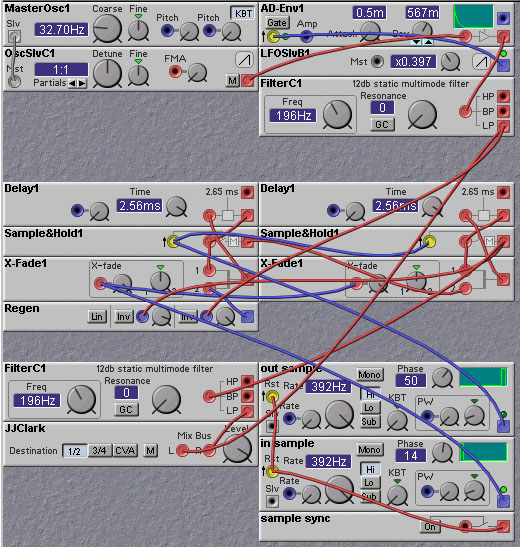 MasterOsc1
Slv
32.70Hz
Coarse
Fine
Pitch
Pitch
KBT
AD-Env1
Gate
Amp
0.5m
567m
Attack
OscSlvC1
Mst
1:1
Partials
Detune
Fine
FMA
M
LFOSlvB1
Mst
x0.397
FilterC1
12db static multimode filter
Freq
196Hz
Resonance
0
GC
HP
BP
LP
Delay1
Time
2.56ms
2.65 ms
Delay1
Time
2.56ms
2.65 ms
Sample&Hold1
M
Sample&Hold1
M
X-Fade1
X-fade
1
2
X-Fade1
X-fade
1
2
Regen
Lin
Inv
Inv
FilterC1
12db static multimode filter
Freq
196Hz
Resonance
0
GC
HP
BP
LP
JJClark
Destination
1/2
3/4
CVA
M
Mix Bus
L
R
Level
out sample
Rst
Rate
392Hz
Slv
Mono
Hi
Lo
Sub
KBT
Phase
50
PW
in sample
Rst
Rate
392Hz
Slv
Mono
Hi
Lo
Sub
KBT
Phase
14
PW
sample sync
On